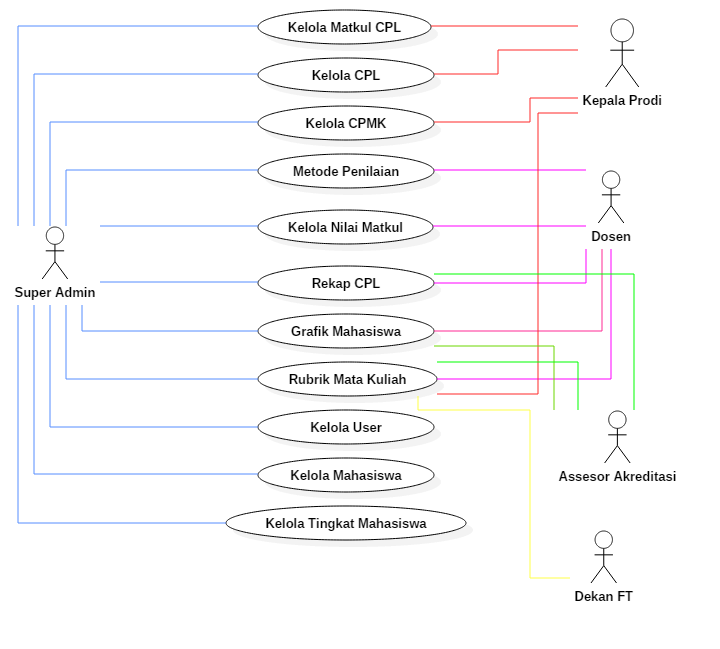 Kelola Matkul CPL
Kelola CPL
Kepala Prodi
Kelola CPMK
Metode Penilaian
Kelola Nilai Matkul
Dosen
Rekap CPL
Super Admin
Grafik Mahasiswa
Rubrik Mata Kuliah
Kelola User
Kelola Mahasiswa
Assesor Akreditasi
Kelola Tingkat Mahasiswa
Dekan FT